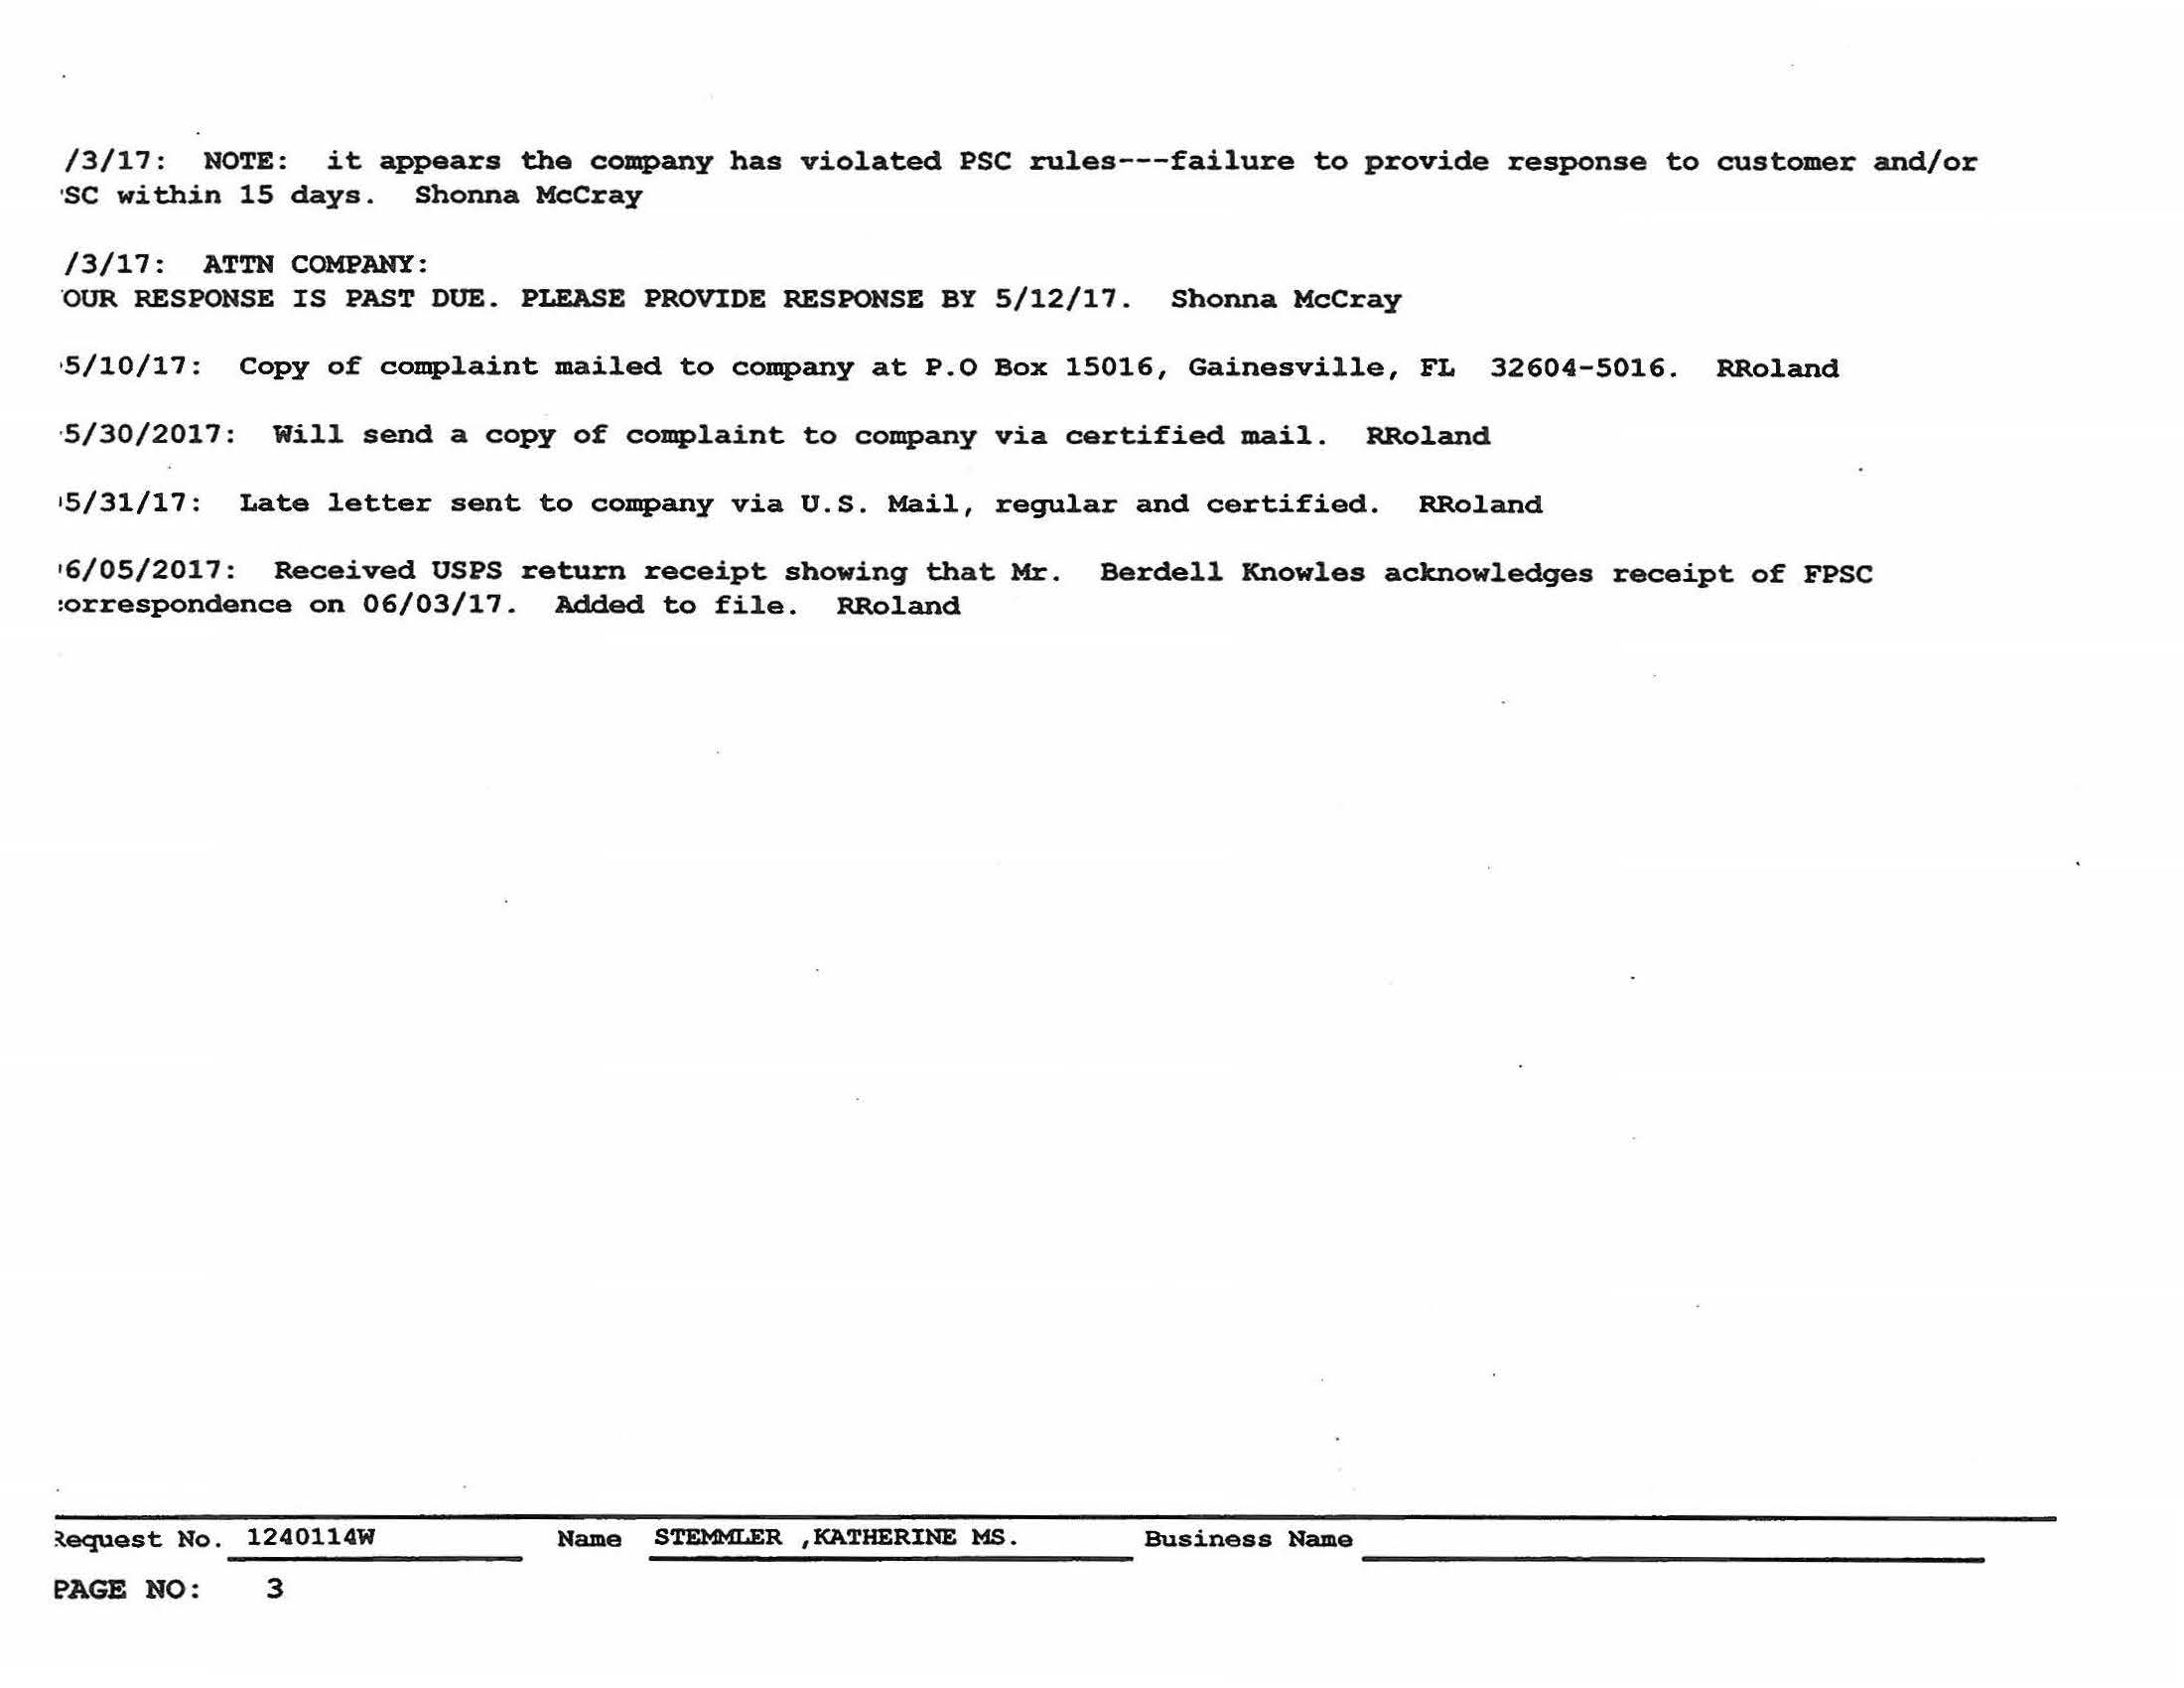 /3/17: NOTE: it appears the company has violated PSC rules---failure to provide response to customer and/or
SC within 15 days. Shonna McCray
/3/17: ATTN COMPANY:
OUR RESPONSE IS PAST DUE. PLEASE PROVIDE RESPONSE BY 5/12/17. Shonna McCray
5/10/17: Copy of complaint mailed to company at P.O Box 15016, Gainesville, FL 32604-5016. RRoland
5/30/2017: Will send a copy of complaint to company via certified mail. RRoland
5/31/17: Late letter sent to company via U.S. Mail, regular and certified. RRoland
6/05/2017: Received USPS return receipt showing that Mr. Berdell Knowles acknowledges receipt of FPSC
orrespondence on 06/03/17. Added to file. RRoland
Request No. 1240114W Name STEMMLER ,KATHERINE MS. Business Name
PAGE NO: 3